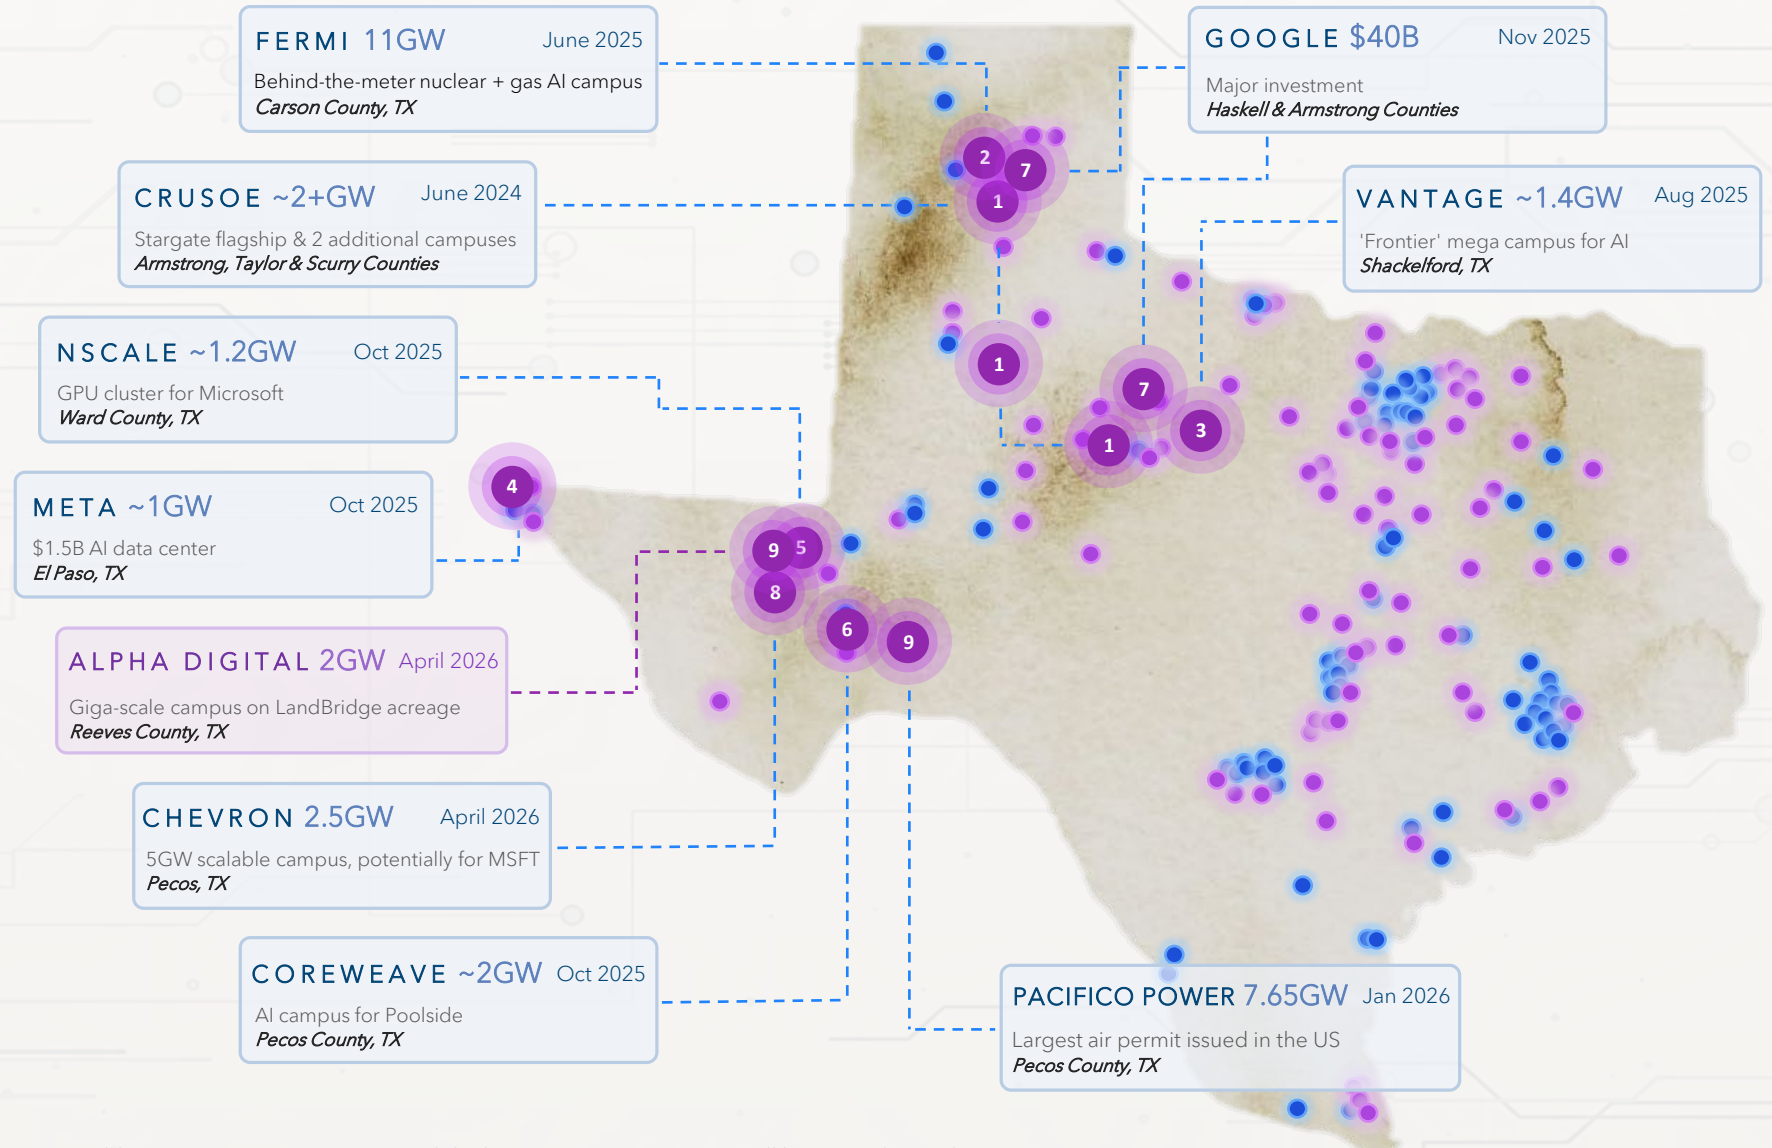 FERMI 11GW June 2025
Behind-the-meter nuclear + gas AI campus
Carson County, TX
GOOGLE $40B Nov 2025
Major investment
Haskell & Armstrong Counties
CRUSOE ~2+GW June 2024
Stargate flagship & 2 additional campuses
Armstrong, Taylor & Scurry Counties
VANTAGE ~1.4GW Aug 2025
'Frontier' mega campus for AI
Shackelford, TX
NSCALE ~1.2GW Oct 2025
GPU cluster for Microsoft
Ward County, TX
META ~1GW Oct 2025
$1.5B AI data center
El Paso, TX
ALPHA DIGITAL 2GW April 2026
Giga-scale campus on LandBridge acreage
Reeves County, TX
CHEVRON 2.5GW April 2026
5GW scalable campus, potentially for MSFT
Pecos, TX
COREWEAVE ~2GW Oct 2025
AI campus for Poolside
Pecos County, TX
PACIFICO POWER 7.65GW Jan 2026
Largest air permit issued in the US
Pecos County, TX
2
7
1
1
7
3
1
4
9
5
8
6
9